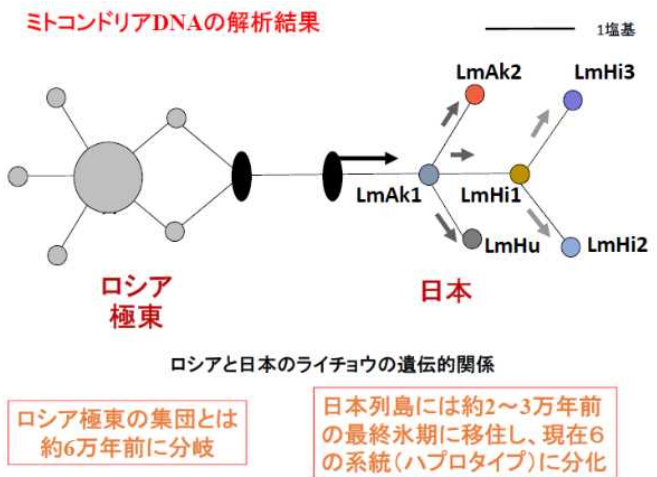 ミトコンドリアDNAの解析結果
1塩基
LmAk2
LmHi3
LmAk1
LmHi1
LmHu
LmHi2
ロシア
極東
日本
ロシアと日本のライチョウの遺伝的関係
ロシア極東の集団とは
約6万年前に分岐
日本列島には約2～3万年前
の最終氷期に移住し、現在6
の系統(ハプロタイプ)に分化